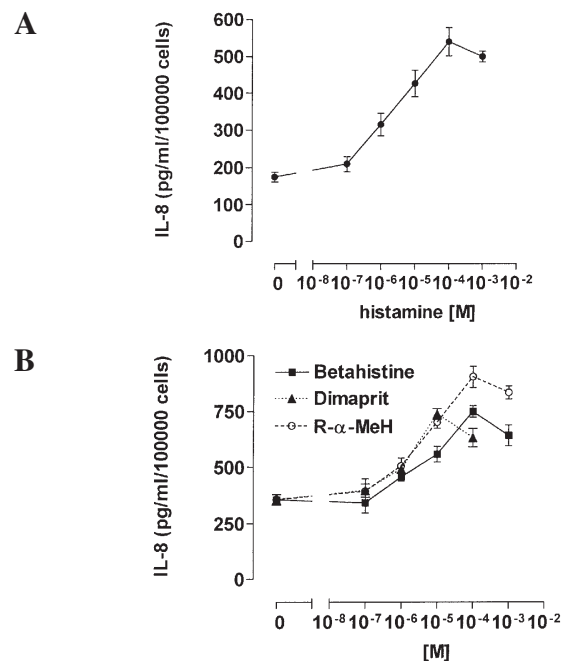 A
IL-8 (pg/ml/100000 cells)
600
500
400
300
200
100
0
0 10⁻⁸ 10⁻⁷ 10⁻⁶ 10⁻⁵ 10⁻⁴ 10⁻³ 10⁻²
histamine [M]
B
IL-8 (pg/ml/100000 cells)
1000
750
500
250
0
Betahistine
Dimaprit
R-α-MeH
0 10⁻⁸ 10⁻⁷ 10⁻⁶ 10⁻⁵ 10⁻⁴ 10⁻³ 10⁻²
[M]